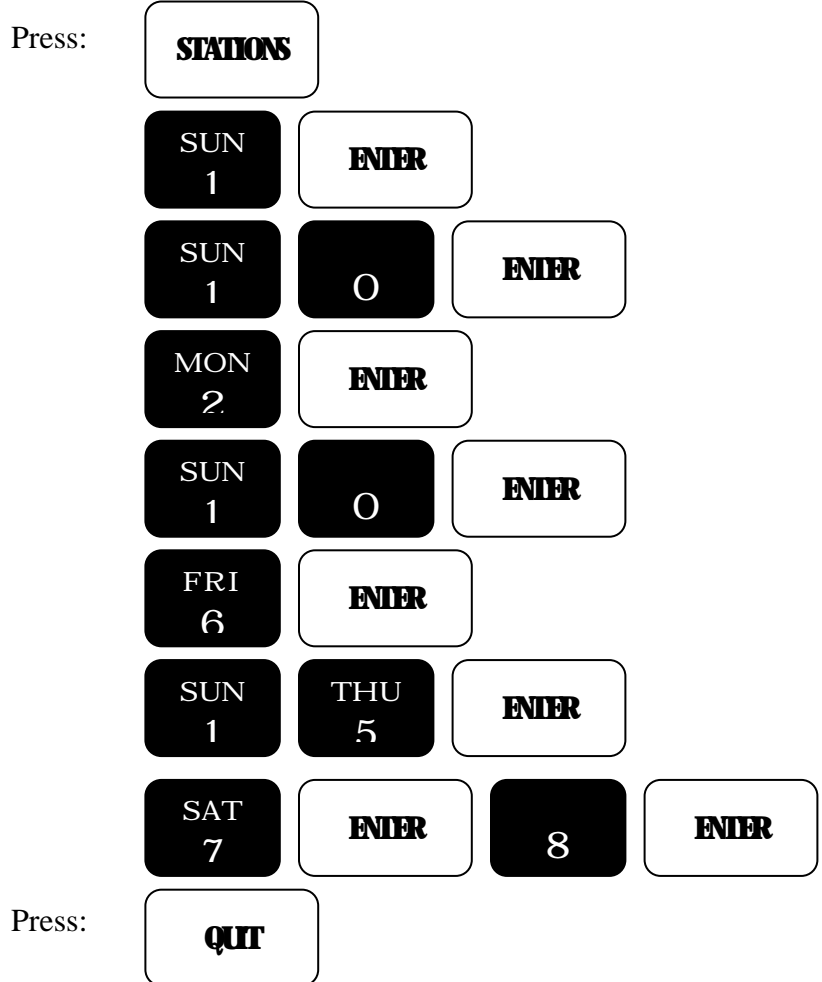 Press: STATIONS
SUN
1 ENTER
SUN
1 0 ENTER
MON
2 ENTER
SUN
1 0 ENTER
FRI
6 ENTER
SUN THU
1 5 ENTER
SAT
7 ENTER 8 ENTER
Press: QUIT